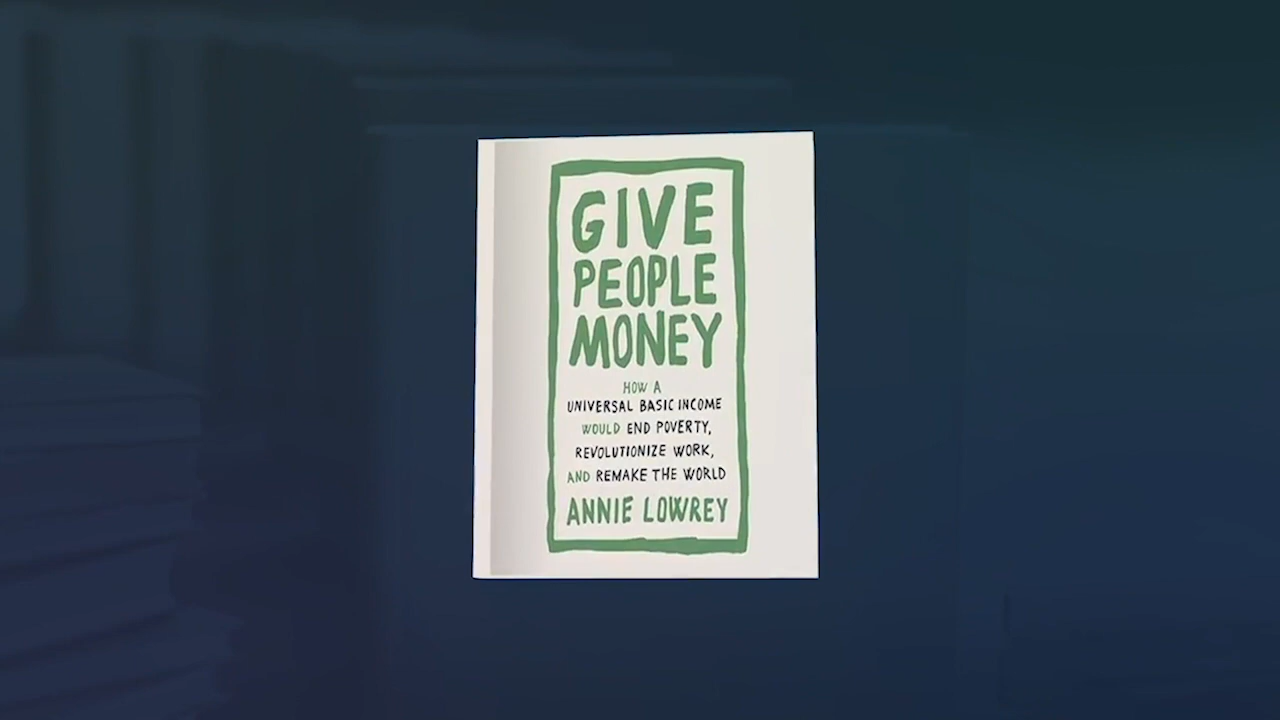 GIVE
PEOPLE
MONEY
HOW A
UNIVERSAL BASIC INCOME
WOULD END POVERTY,
REVOLUTIONIZE WORK,
AND REMAKE THE WORLD
ANNIE LOWREY